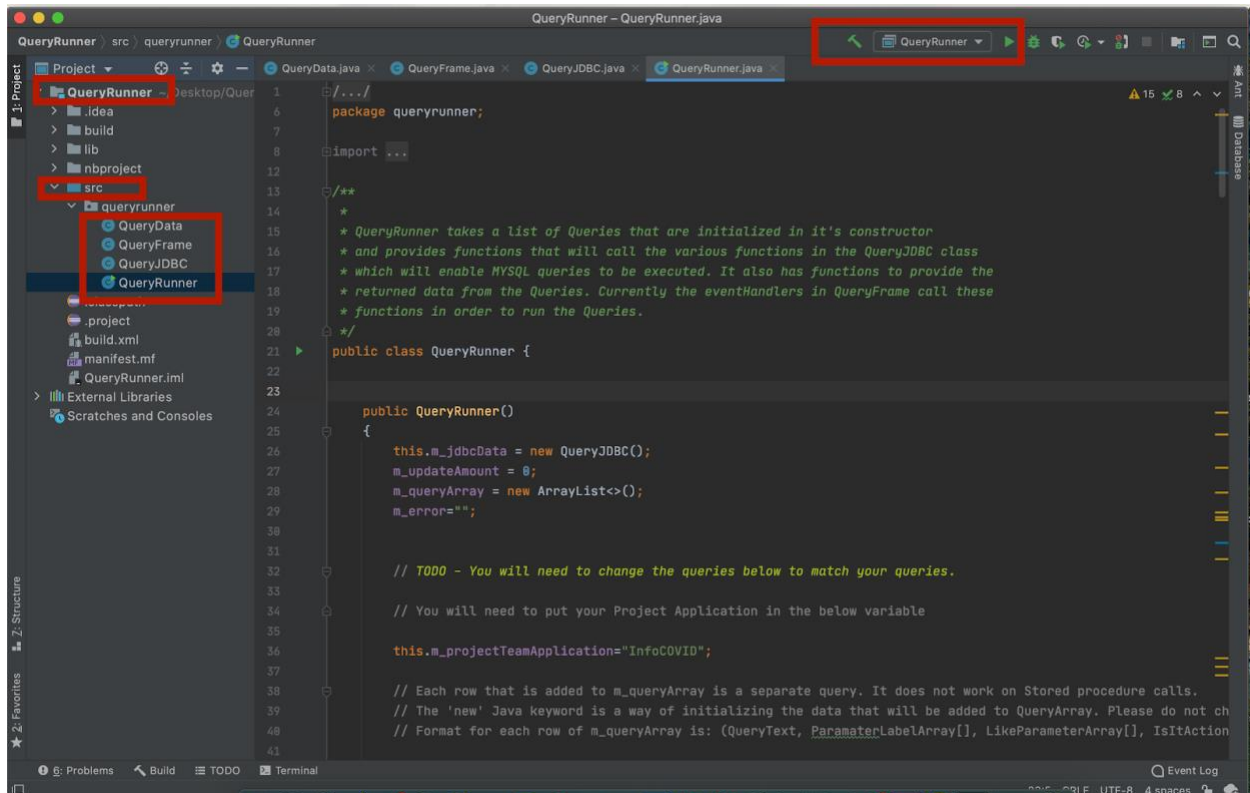 QueryRunner – QueryRunner.java
QueryRunner src queryrunner QueryRunner
QueryRunner
Project
QueryData.java
QueryFrame.java
QueryJDBC.java
QueryRunner.java
1: Project
QueryRunner ~/Desktop/Quer
.idea
build
lib
nbproject
src
queryrunner
QueryData
QueryFrame
QueryJDBC
QueryRunner
.project
build.xml
manifest.mf
QueryRunner.iml
External Libraries
Scratches and Consoles
Z: Structure
2: Favorites
15 8
Ant
Database
1 /.../
6 package queryrunner;
7
8 import ...
12
13 /**
14 *
15 * QueryRunner takes a list of Queries that are initialized in it's constructor
16 * and provides functions that will call the various functions in the QueryJDBC class
17 * which will enable MYSQL queries to be executed. It also has functions to provide the
18 * returned data from the Queries. Currently the eventHandlers in QueryFrame call these
19 * functions in order to run the Queries.
20 */
21 public class QueryRunner {
22
23
24 public QueryRunner()
25 {
26 this.m_jdbcData = new QueryJDBC();
27 m_updateAmount = 0;
28 m_queryArray = new ArrayList<>();
29 m_error="";
30
31
32 // TODO - You will need to change the queries below to match your queries.
33
34 // You will need to put your Project Application in the below variable
35
36 this.m_projectTeamApplication="InfoCOVID";
37
38 // Each row that is added to m_queryArray is a separate query. It does not work on Stored procedure calls.
39 // The 'new' Java keyword is a way of initializing the data that will be added to QueryArray. Please do not ch
40 // Format for each row of m_queryArray is: (QueryText, ParamaterLabelArray[], LikeParameterArray[], IsItAction
41
6: Problems
Build
TODO
Terminal
Event Log
CRLF UTF-8 4 spaces